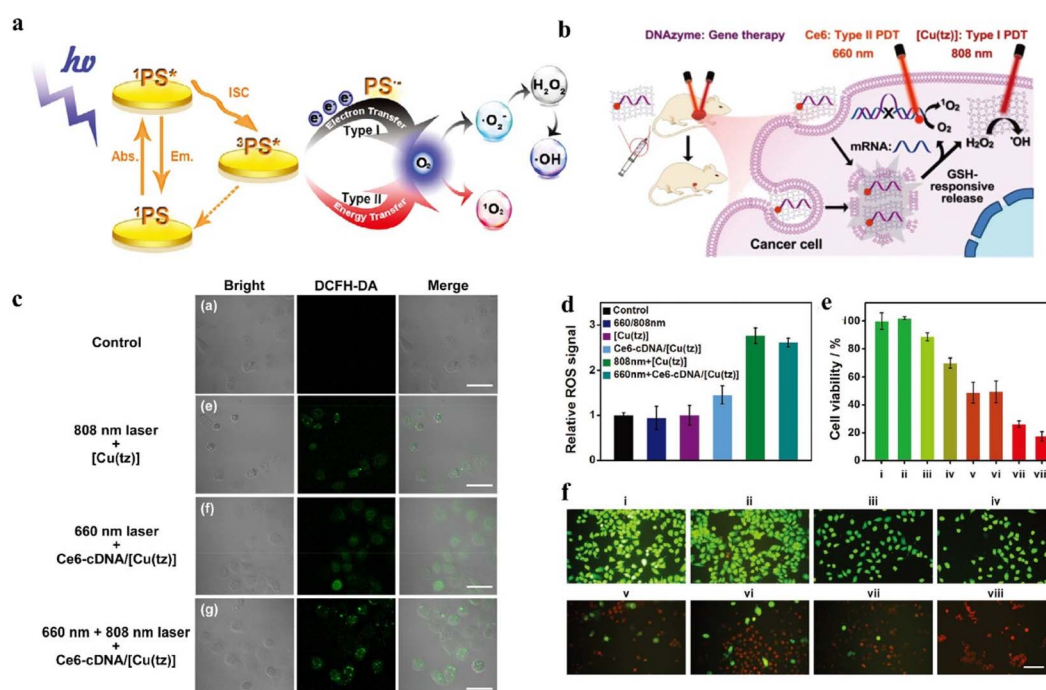 a
hv
¹PS*
ISC
³PS*
Abs.
Em.
¹PS
PS·-
e⁻ e⁻ e⁻
Electron Transfer
Type I
O₂
Type II
Energy Transfer
·O₂⁻
H₂O₂
·OH
¹O₂
b
DNAzyme: Gene therapy
Ce6: Type II PDT
660 nm
[Cu(tz)]: Type I PDT
808 nm
¹O₂
O₂
mRNA:
H₂O₂
·OH
GSH-
responsive
release
Cancer cell
c
Bright
DCFH-DA
Merge
Control
(a)
808 nm laser
+
[Cu(tz)]
(e)
660 nm laser
+
Ce6-cDNA/[Cu(tz)]
(f)
660 nm + 808 nm laser
+
Ce6-cDNA/[Cu(tz)]
(g)
d
Relative ROS signal
3
2
1
0
Control
660/808nm
[Cu(tz)]
Ce6-cDNA/[Cu(tz)]
808nm+[Cu(tz)]
660nm+Ce6-cDNA/[Cu(tz)]
e
Cell viability / %
100
80
60
40
20
0
i ii iii iv v vi vii vii
f
i ii iii iv
v vi vii viii